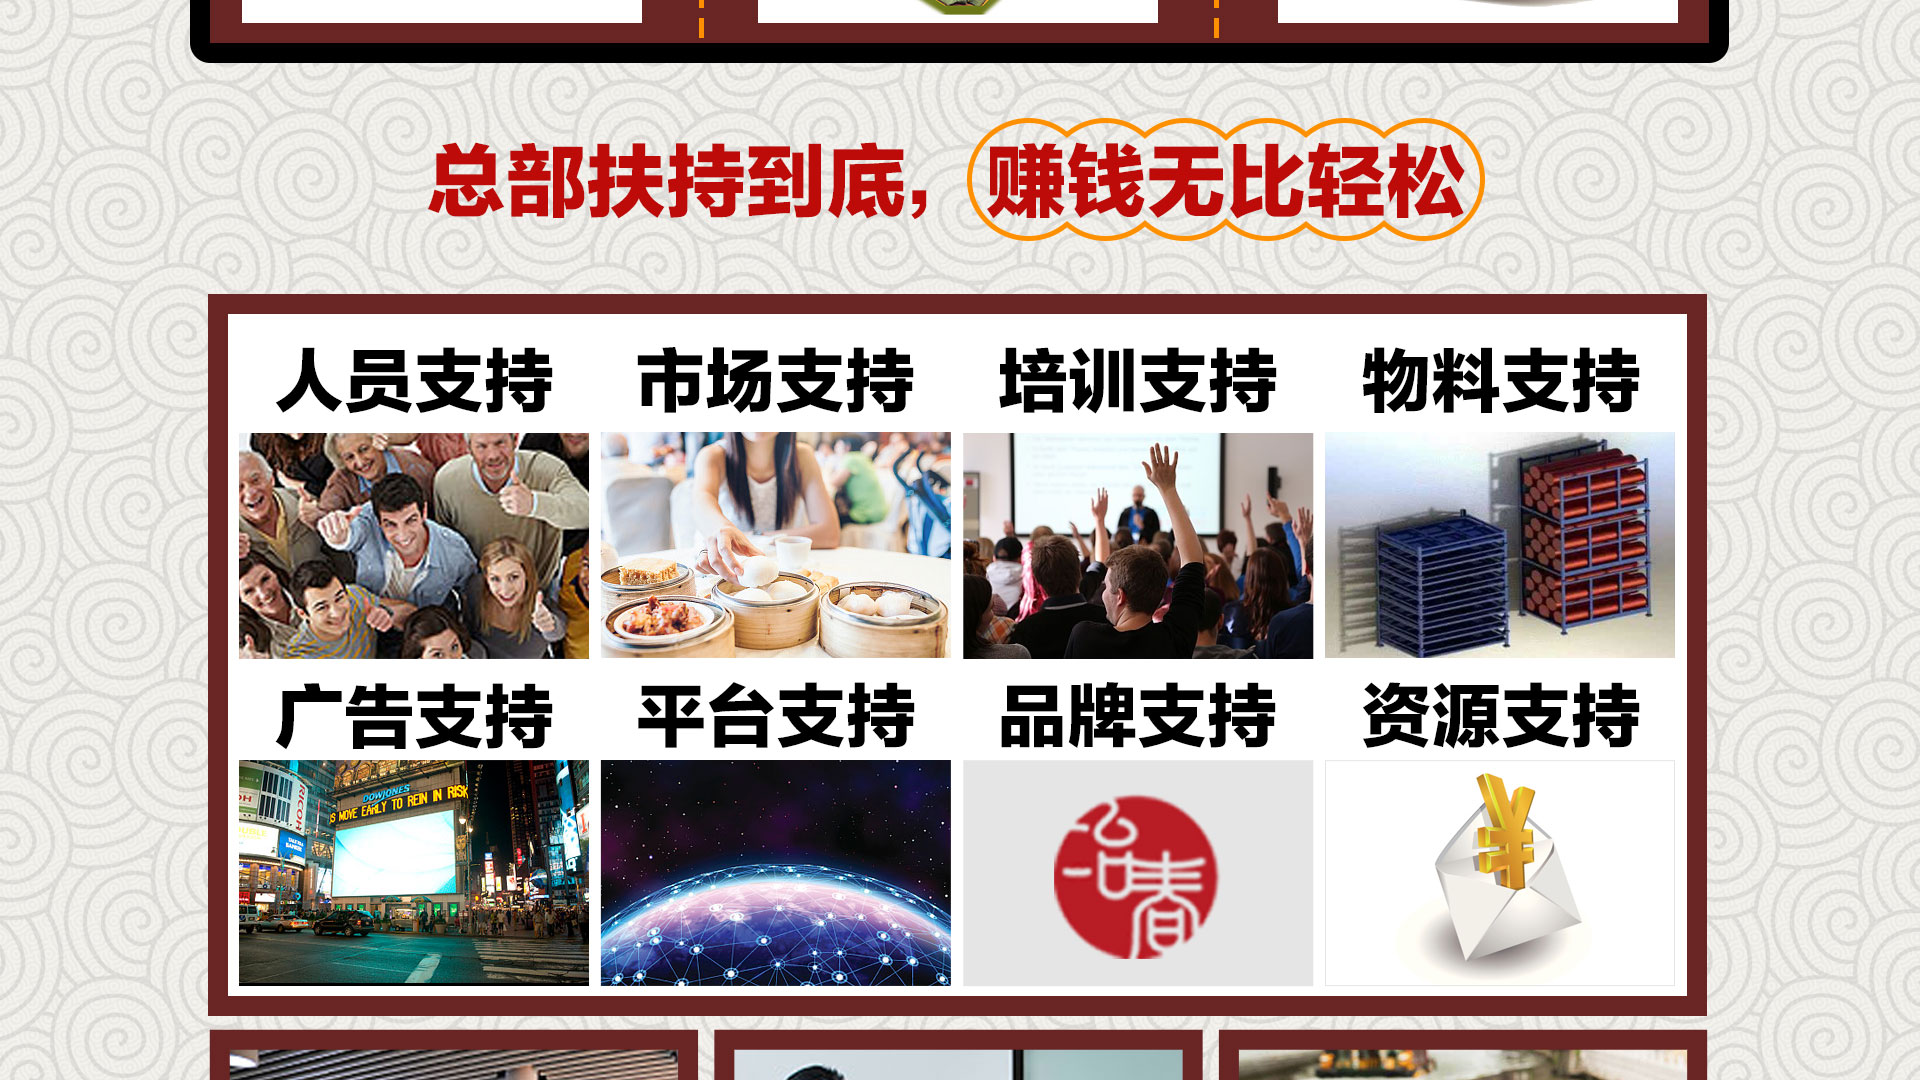 总部扶持到底，赚钱无比轻松
人员支持
市场支持
培训支持
物料支持
广告支持
平台支持
品牌支持
资源支持
RICOH
DOWJONES
IS MOVE EARLY TO REIN IN RISK